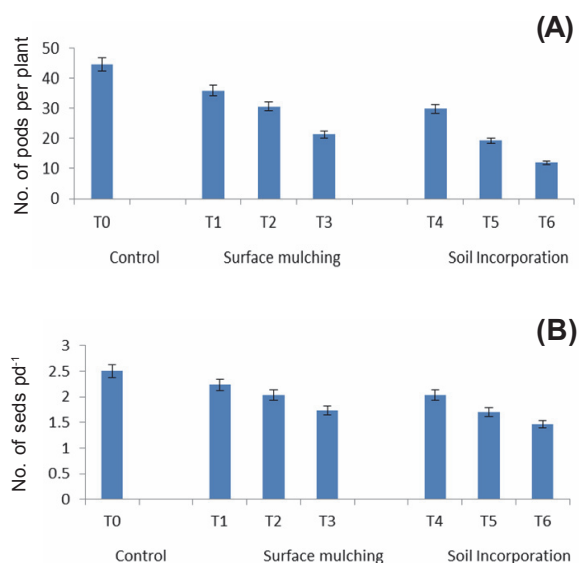 (A)
No. of pods per plant
50
40
30
20
10
0
T0 T1 T2 T3 T4 T5 T6
Control Surface mulching Soil Incorporation
(B)
No. of seds pd-1
3
2.5
2
1.5
1
0.5
0
T0 T1 T2 T3 T4 T5 T6
Control Surface mulching Soil Incorporation